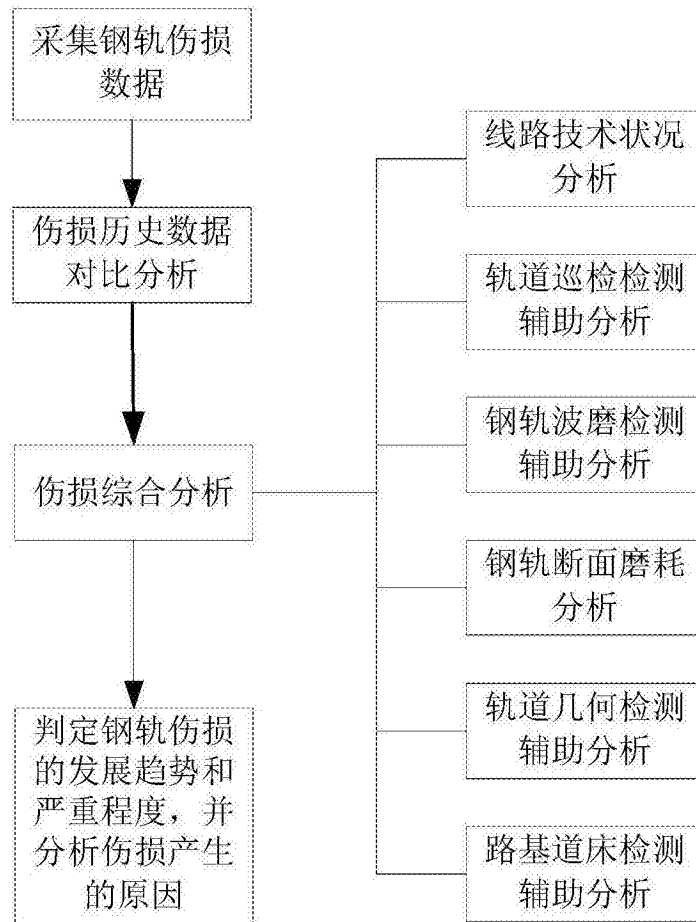 采集钢轨伤损
数据
伤损历史数据
对比分析
伤损综合分析
判定钢轨伤损
的发展趋势和
严重程度，并
分析伤损产生
的原因
线路技术状况
分析
轨道巡检检测
辅助分析
钢轨波磨检测
辅助分析
钢轨断面磨耗
分析
轨道几何检测
辅助分析
路基道床检测
辅助分析